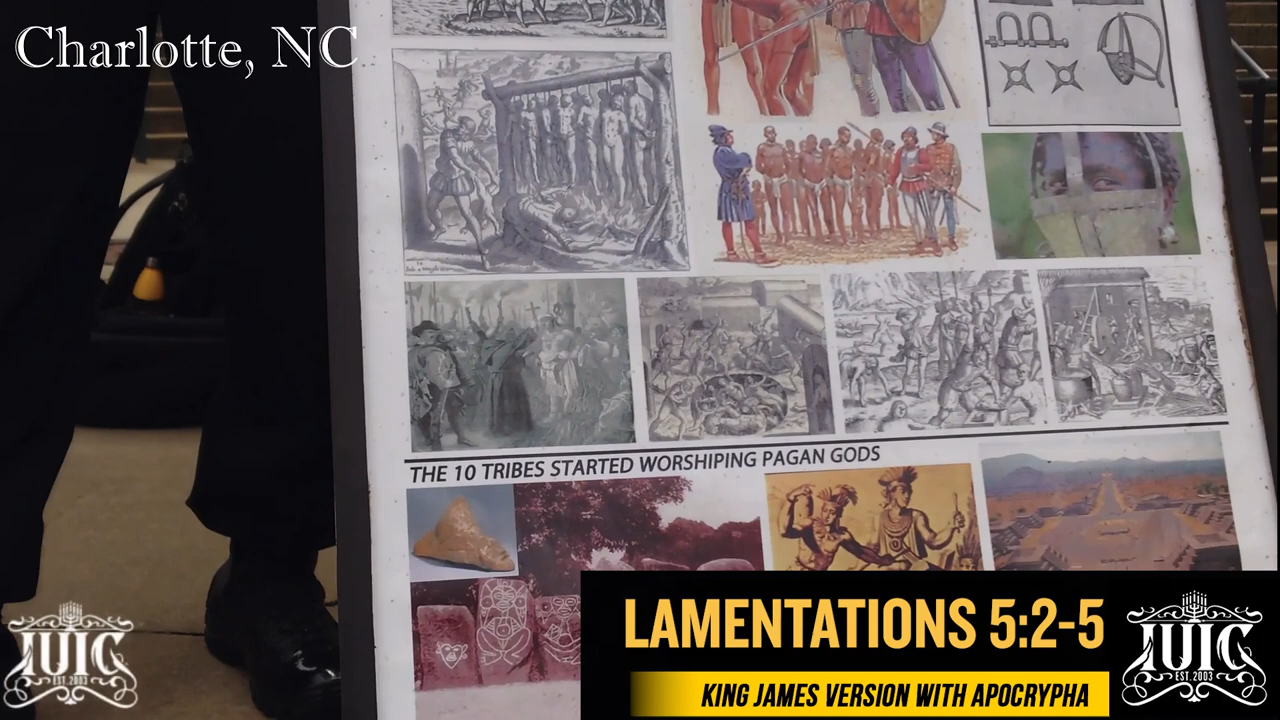 Charlotte, NC
THE 10 TRIBES STARTED WORSHIPING PAGAN GODS
LAMENTATIONS 5:2-5
KING JAMES VERSION WITH APOCRYPHA
IUIC
EST. 2003
IUIC
EST. 2003